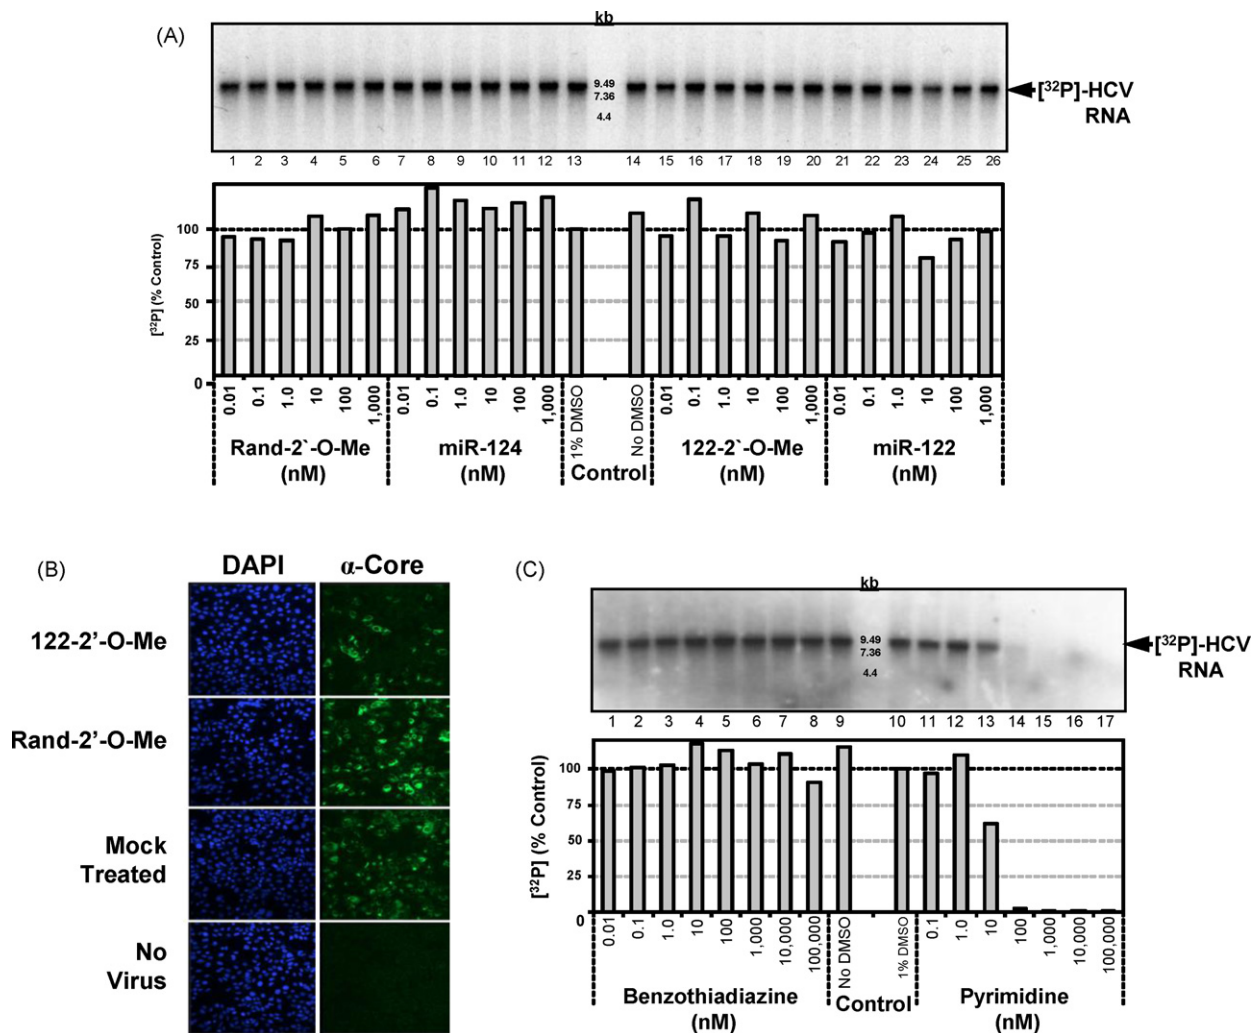 (A)
kb
9.49
7.36
4.4
[³²P]-HCV
RNA
1 2 3 4 5 6 7 8 9 10 11 12 13 14 15 16 17 18 19 20 21 22 23 24 25 26
[³²P] (% Control)
100
75
50
25
0
0.01 0.1 1.0 10 100 1,000 0.01 0.1 1.0 10 100 1,000 1% DMSO No DMSO 0.01 0.1 1.0 10 100 1,000 0.01 0.1 1.0 10 100 1,000
Rand-2`-O-Me miR-124 Control 122-2`-O-Me miR-122
(nM) (nM) (nM) (nM)
(B)
DAPI α-Core
122-2'-O-Me
Rand-2'-O-Me
Mock
Treated
No
Virus
(C)
kb
9.49
7.36
4.4
[³²P]-HCV
RNA
1 2 3 4 5 6 7 8 9 10 11 12 13 14 15 16 17
[³²P] (% Control)
100
75
50
25
0
0.01 0.1 1.0 10 100 1,000 10,000 100,000 No DMSO 1% DMSO 0.1 1.0 10 100 1,000 10,000 100,000
Benzothiadiazine Control Pyrimidine
(nM) (nM)